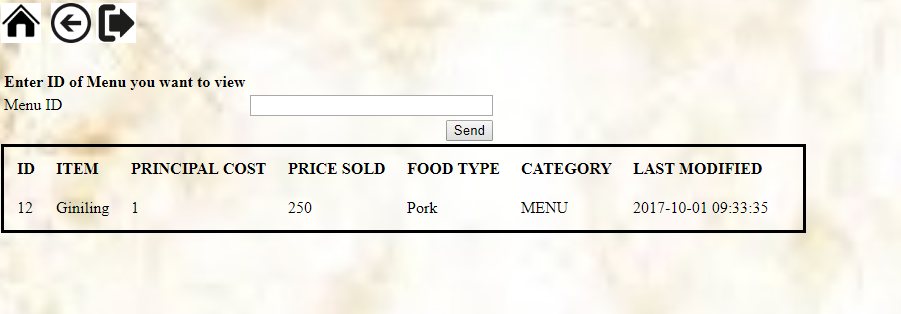 Enter ID of Menu you want to view
Menu ID
Send
ID ITEM PRINCIPAL COST PRICE SOLD FOOD TYPE CATEGORY LAST MODIFIED
12 Giniling 1 250 Pork MENU 2017-10-01 09:33:35